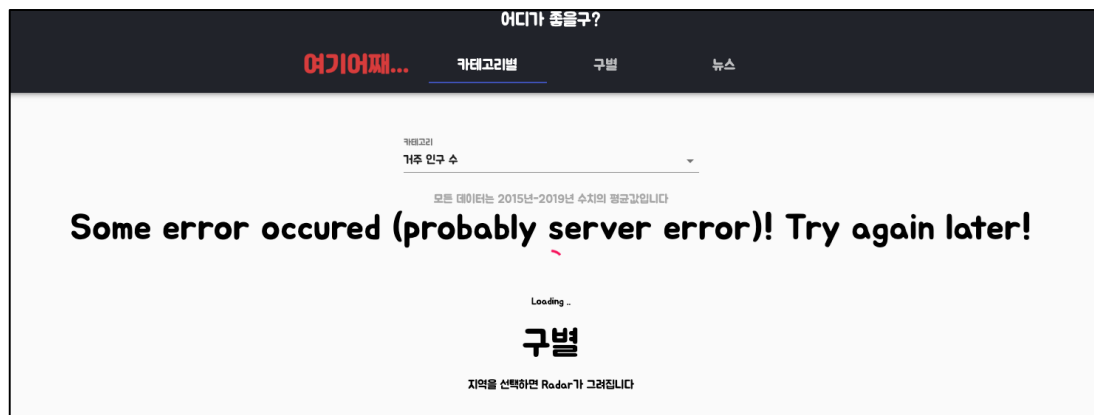 어디가 좋을구?
여기어째... 카테고리별 구별 뉴스
카테고리
거주 인구 수
모든 데이터는 2015년-2019년 수치의 평균값입니다
Some error occured (probably server error)! Try again later!
Loading ..
구별
지역을 선택하면 Radar가 그려집니다